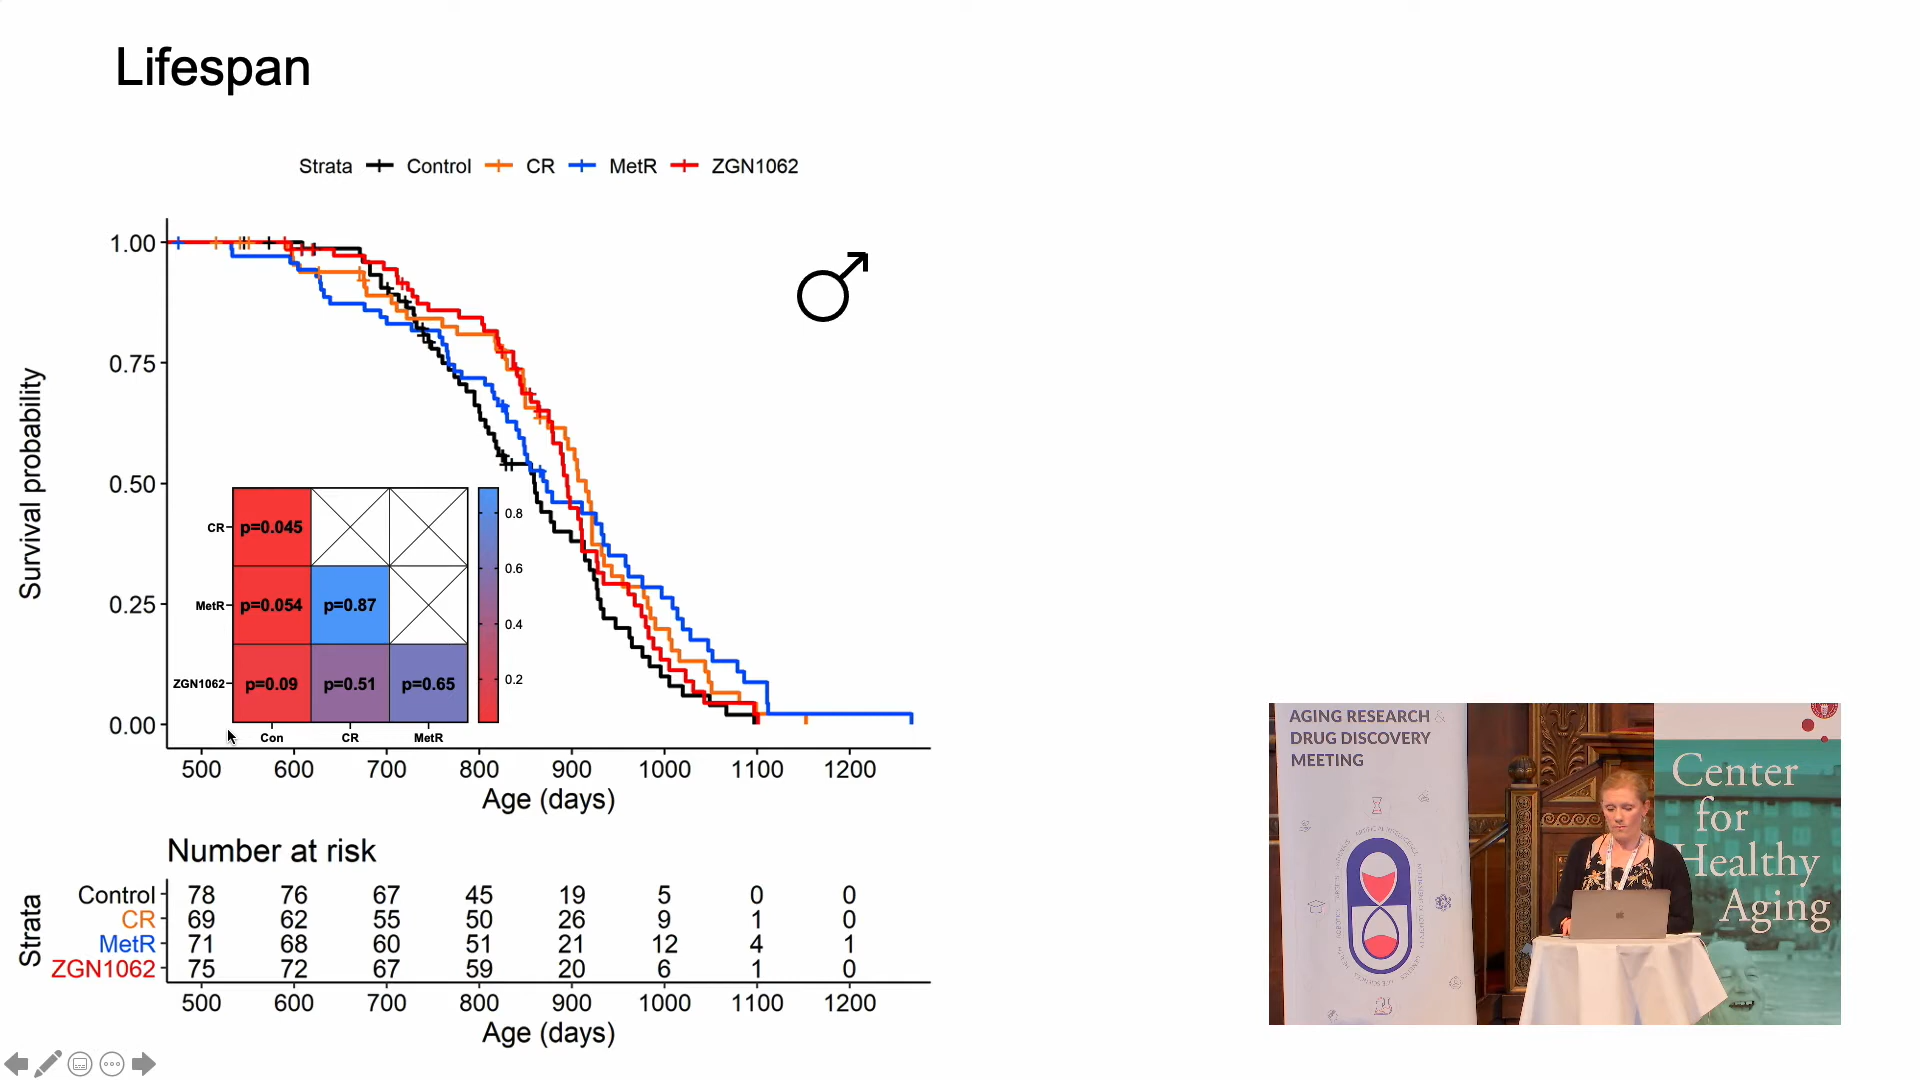 Lifespan
Strata Control CR MetR ZGN1062
Survival probability
1.00
0.75
0.50
0.25
0.00
CR p=0.045
MetR p=0.054 p=0.87
ZGN1062 p=0.09 p=0.51 p=0.65
Con CR MetR
0.8
0.6
0.4
0.2
500 600 700 800 900 1000 1100 1200
Age (days)
Number at risk
Strata
Control 78 76 67 45 19 5 0 0
CR 69 62 55 50 26 9 1 0
MetR 71 68 60 51 21 12 4 1
ZGN1062 75 72 67 59 20 6 1 0
500 600 700 800 900 1000 1100 1200
Age (days)
AGING RESEARCH &
DRUG DISCOVERY
MEETING
Center
for
Healthy
Aging